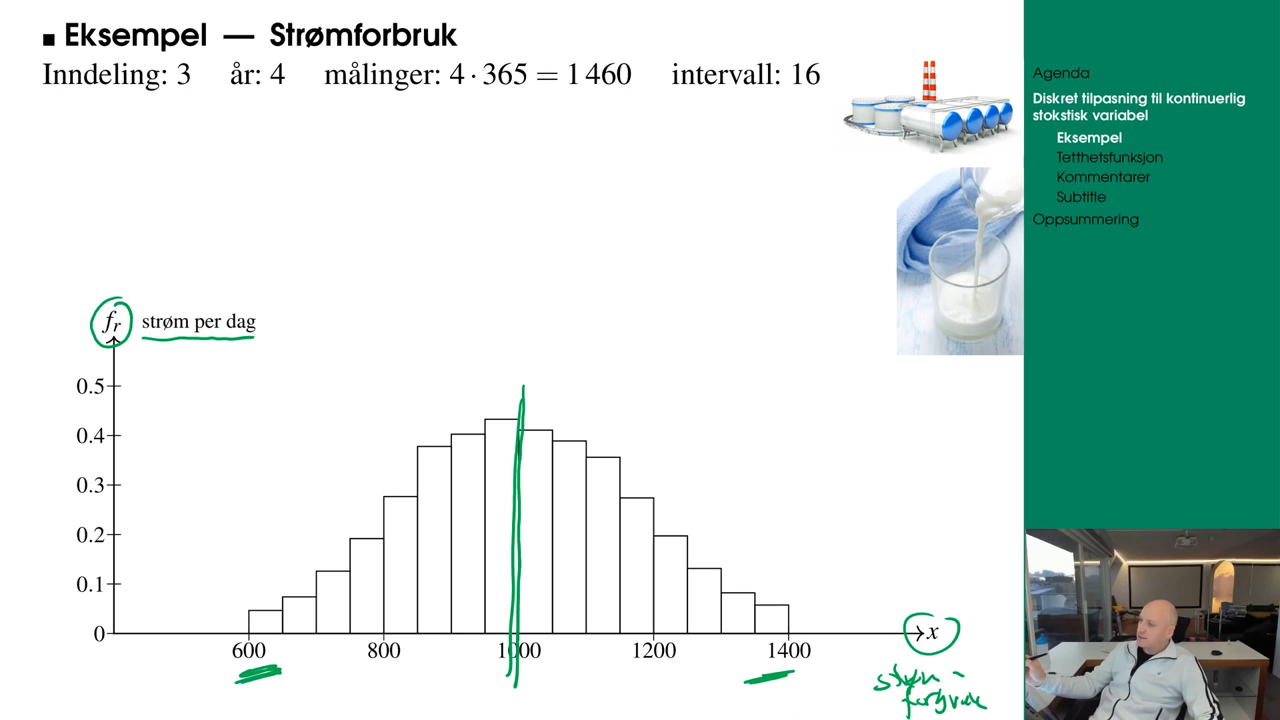 ▪ Eksempel — Strømforbruk
Inndeling: 3 år: 4 målinger: 4 · 365 = 1 460 intervall: 16
f_r strøm per dag
0.5
0.4
0.3
0.2
0.1
0
600 800 1000 1200 1400
x
strøm-
forbruk
Agenda
Diskret tilpasning til kontinuerlig
stokstisk variabel
Eksempel
Tetthetsfunksjon
Kommentarer
Subtitle
Oppsummering